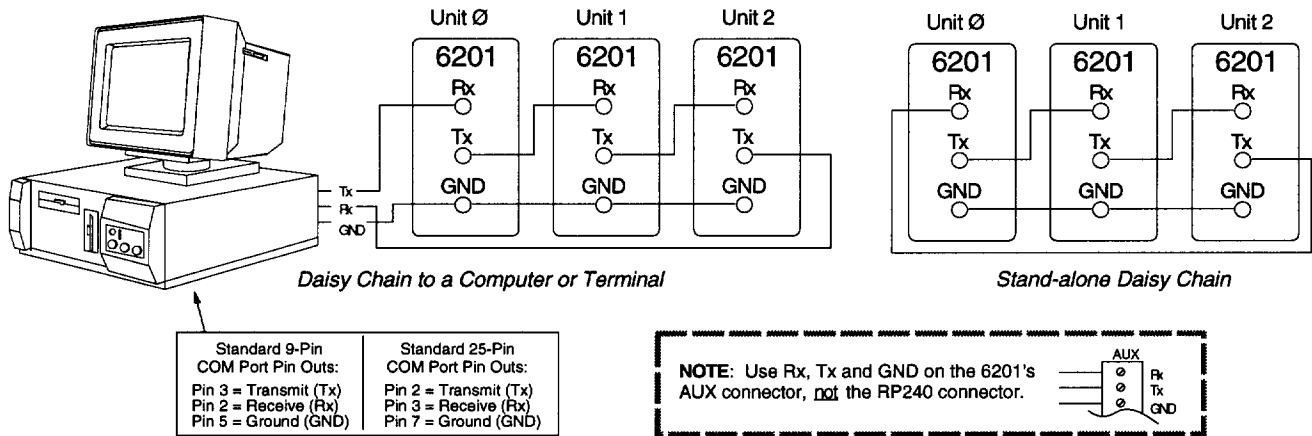 Unit Ø Unit 1 Unit 2
6201 6201 6201
Rx Rx Rx
Tx Tx Tx
GND GND GND
Tx
Rx
GND
Daisy Chain to a Computer or Terminal
Unit Ø Unit 1 Unit 2
6201 6201 6201
Rx Rx Rx
Tx Tx Tx
GND GND GND
Stand-alone Daisy Chain
Standard 9-Pin
COM Port Pin Outs:
Pin 3 = Transmit (Tx)
Pin 2 = Receive (Rx)
Pin 5 = Ground (GND)
Standard 25-Pin
COM Port Pin Outs:
Pin 2 = Transmit (Tx)
Pin 3 = Receive (Rx)
Pin 7 = Ground (GND)
NOTE: Use Rx, Tx and GND on the 6201's
AUX connector, not the RP240 connector.
AUX
Rx
Tx
GND